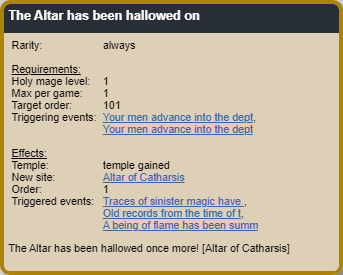 The Altar has been hallowed on
Rarity: always
Requirements:
Holy mage level: 1
Max per game: 1
Target order: 101
Triggering events: Your men advance into the dept,
Your men advance into the dept
Effects:
Temple: temple gained
New site: Altar of Catharsis
Order: 1
Triggered events: Traces of sinister magic have ,
Old records from the time of t,
A being of flame has been summ
The Altar has been hallowed once more! [Altar of Catharsis]